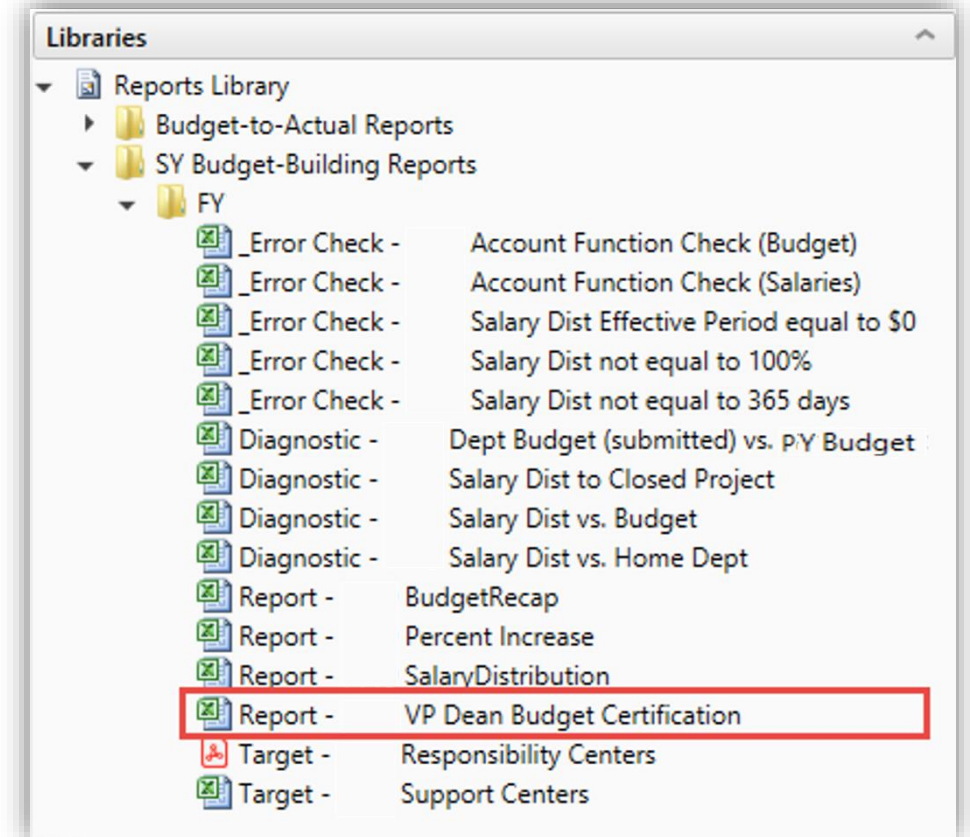 Libraries
Reports Library
Budget-to-Actual Reports
SY Budget-Building Reports
FY
_Error Check - Account Function Check (Budget)
_Error Check - Account Function Check (Salaries)
_Error Check - Salary Dist Effective Period equal to $0
_Error Check - Salary Dist not equal to 100%
_Error Check - Salary Dist not equal to 365 days
Diagnostic - Dept Budget (submitted) vs. PY Budget
Diagnostic - Salary Dist to Closed Project
Diagnostic - Salary Dist vs. Budget
Diagnostic - Salary Dist vs. Home Dept
Report - BudgetRecap
Report - Percent Increase
Report - SalaryDistribution
Report - VP Dean Budget Certification
Target - Responsibility Centers
Target - Support Centers